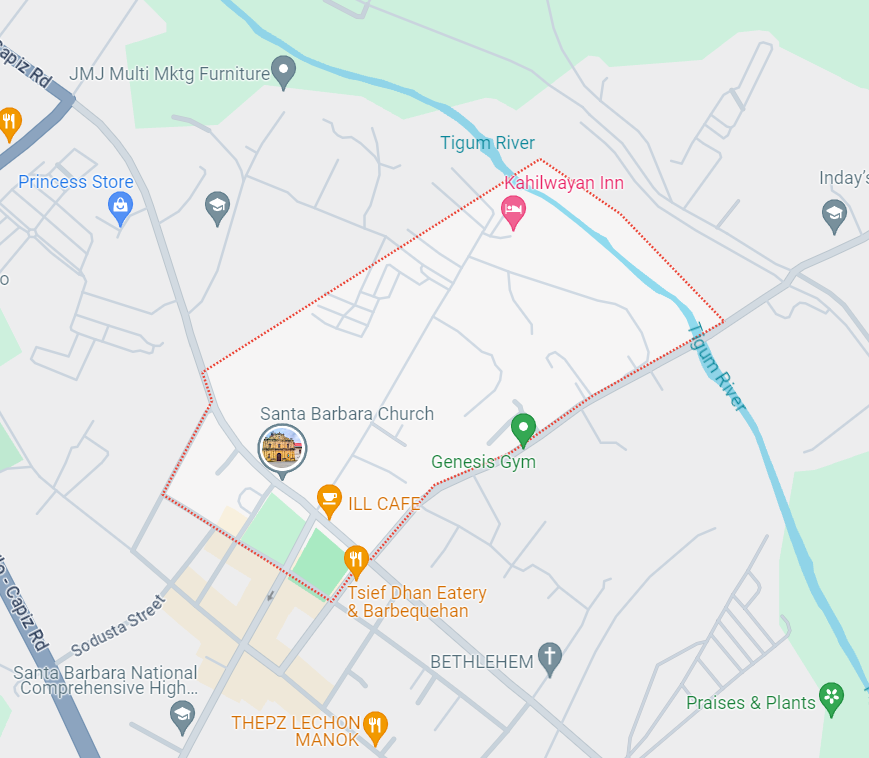 Capiz Rd
JMJ Multi Mktg Furniture
Tigum River
Princess Store
Kahilwayan Inn
Inday's
o
Tigum River
Santa Barbara Church
Genesis Gym
ILL CAFE
Tsief Dhan Eatery
& Barbequehan
- Capiz Rd
Sodusta Street
BETHLEHEM
Santa Barbara National
Comprehensive High...
Praises & Plants
THEPZ LECHON
MANOK